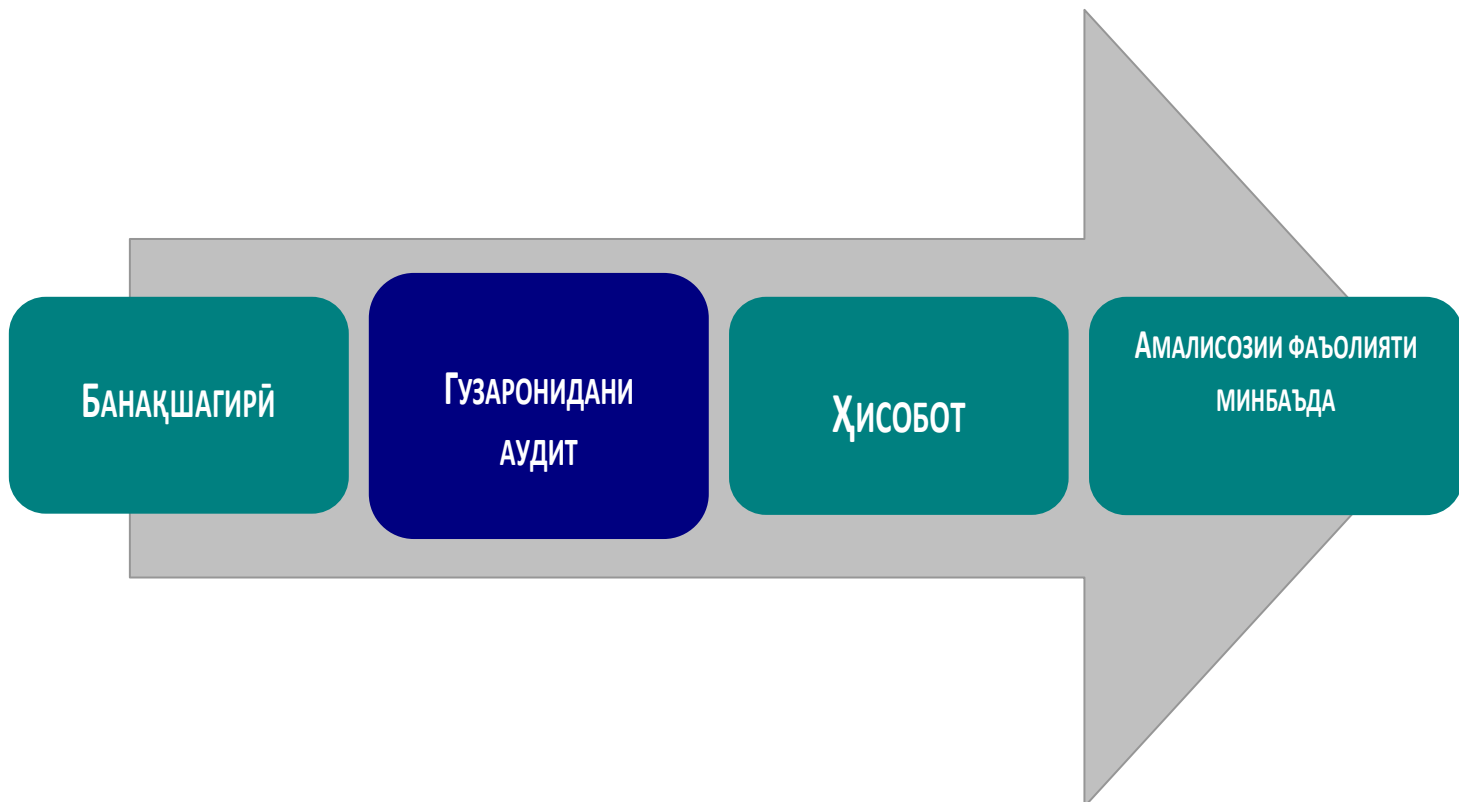 БАНАҚШАГИРӢ
ГУЗАРОНИДАНИ
АУДИТ
ҲИСОБОТ
АМАЛИСОЗИИ ФАЪОЛИЯТИ
МИНБАЪДА